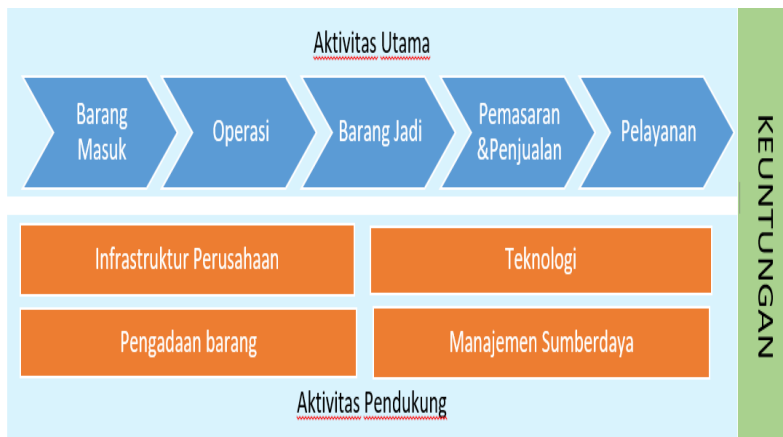 Aktivitas Utama
Barang
Masuk
Operasi
Barang Jadi
Pemasaran
&Penjualan
Pelayanan
KEUNTUNGAN
Infrastruktur Perusahaan
Teknologi
Pengadaan barang
Manajemen Sumberdaya
Aktivitas Pendukung